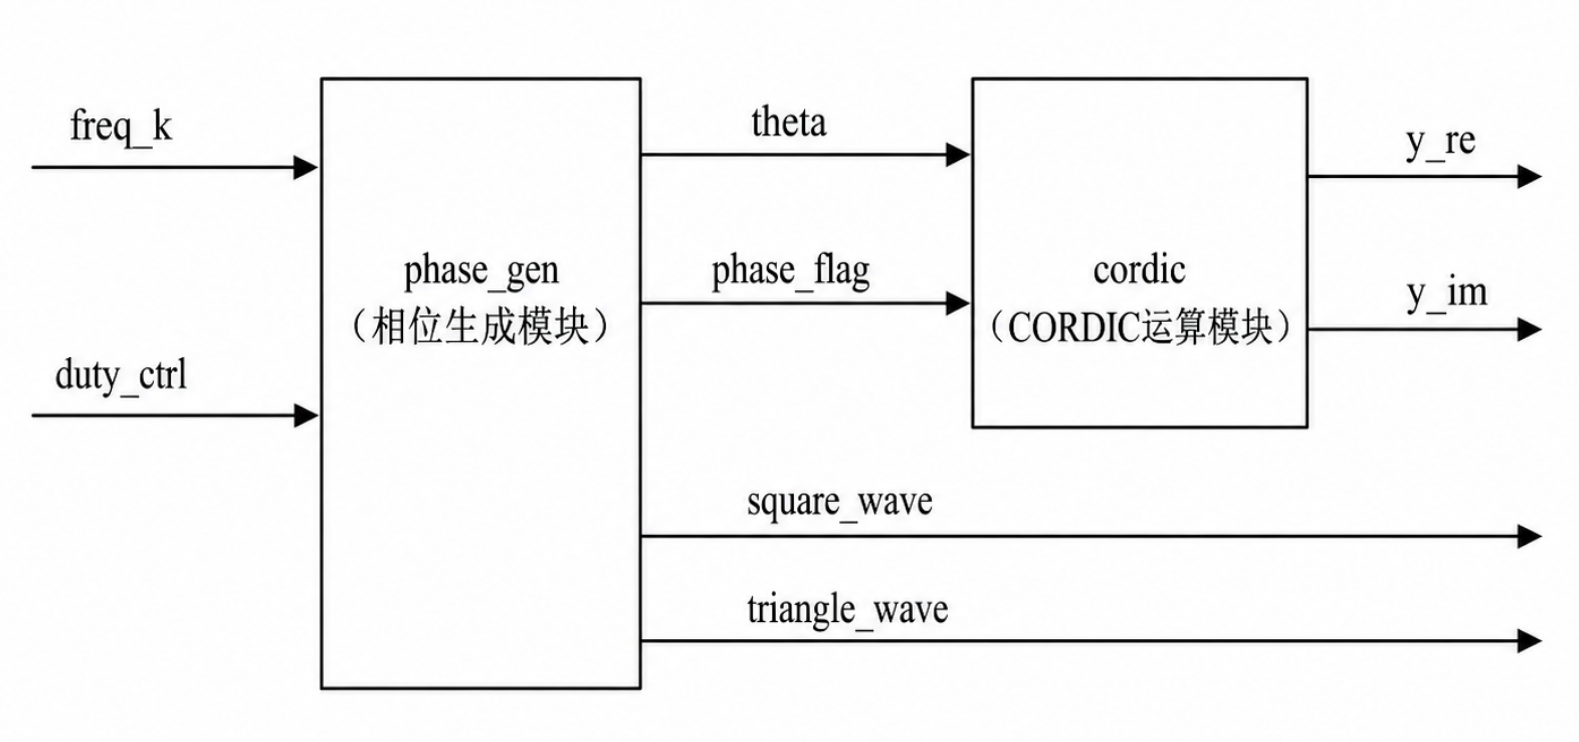 freq_k
duty_ctrl
phase_gen
（相位生成模块）
theta
phase_flag
cordic
（CORDIC运算模块）
y_re
y_im
square_wave
triangle_wave